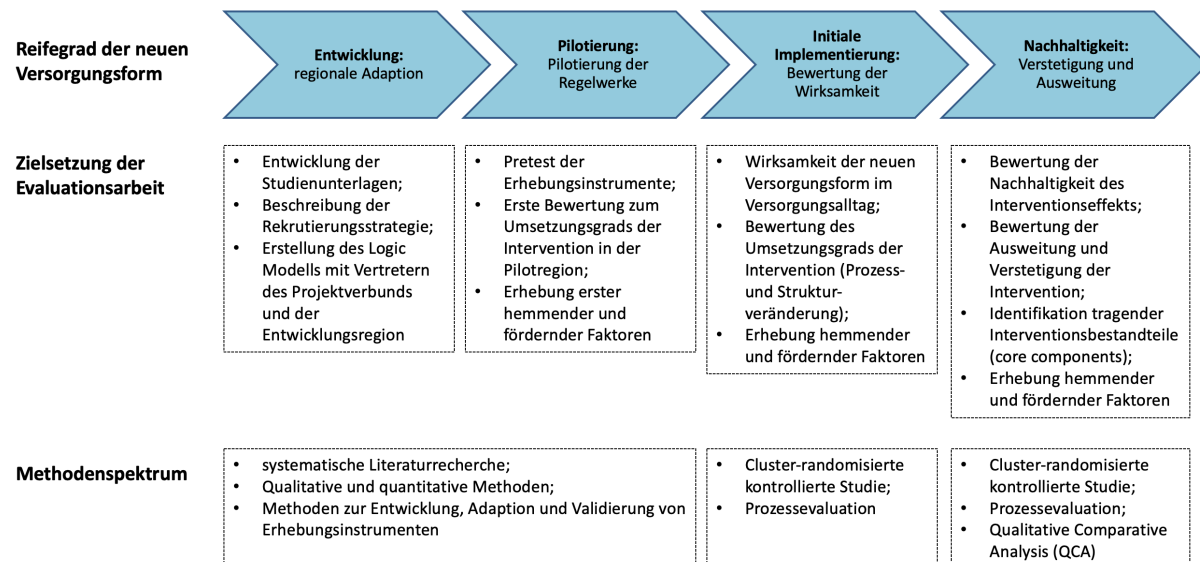 Reifegrad der neuen
Versorgungsform
Entwicklung:
regionale Adaption
Pilotierung:
Pilotierung der
Regelwerke
Initiale
Implementierung:
Bewertung der
Wirksamkeit
Nachhaltigkeit:
Verstetigung und
Ausweitung
Zielsetzung der
Evaluationsarbeit
• Entwicklung der
Studienunterlagen;
• Beschreibung der
Rekrutierungsstrategie;
• Erstellung des Logic
Modells mit Vertretern
des Projektverbunds
und der
Entwicklungsregion
• Pretest der
Erhebungsinstrumente;
• Erste Bewertung zum
Umsetzungsgrads der
Intervention in der
Pilotregion;
• Erhebung erster
hemmender und
fördernder Faktoren
• Wirksamkeit der neuen
Versorgungsform im
Versorgungsalltag;
• Bewertung des
Umsetzungsgrads der
Intervention (Prozess-
und Struktur-
veränderung);
• Erhebung hemmender
und fördernder Faktoren
• Bewertung der
Nachhaltigkeit des
Interventionseffekts;
• Bewertung der
Ausweitung und
Verstetigung der
Intervention;
• Identifikation tragender
Interventionsbestandteile
(core components);
• Erhebung hemmender
und fördernder Faktoren
Methodenspektrum
• systematische Literaturrecherche;
• Qualitative und quantitative Methoden;
• Methoden zur Entwicklung, Adaption und Validierung von
Erhebungsinstrumenten
• Cluster-randomisierte
kontrollierte Studie;
• Prozessevaluation
• Cluster-randomisierte
kontrollierte Studie;
• Prozessevaluation;
• Qualitative Comparative
Analysis (QCA)